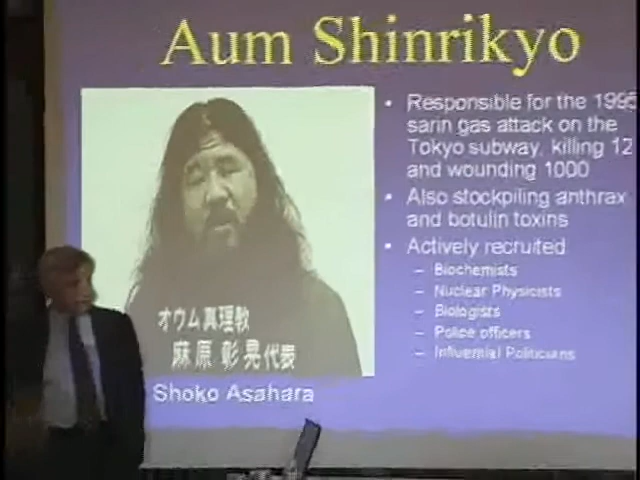 Aum Shinrikyo
オウム真理教
麻原彰晃代表
Shoko Asahara
• Responsible for the 1995
sarin gas attack on the
Tokyo subway, killing 12
and wounding 1000
• Also stockpiling anthrax
and botulin toxins
• Actively recruited
– Biochemists
– Nuclear Physicists
– Biologists
– Police officers
– Influential Politicians